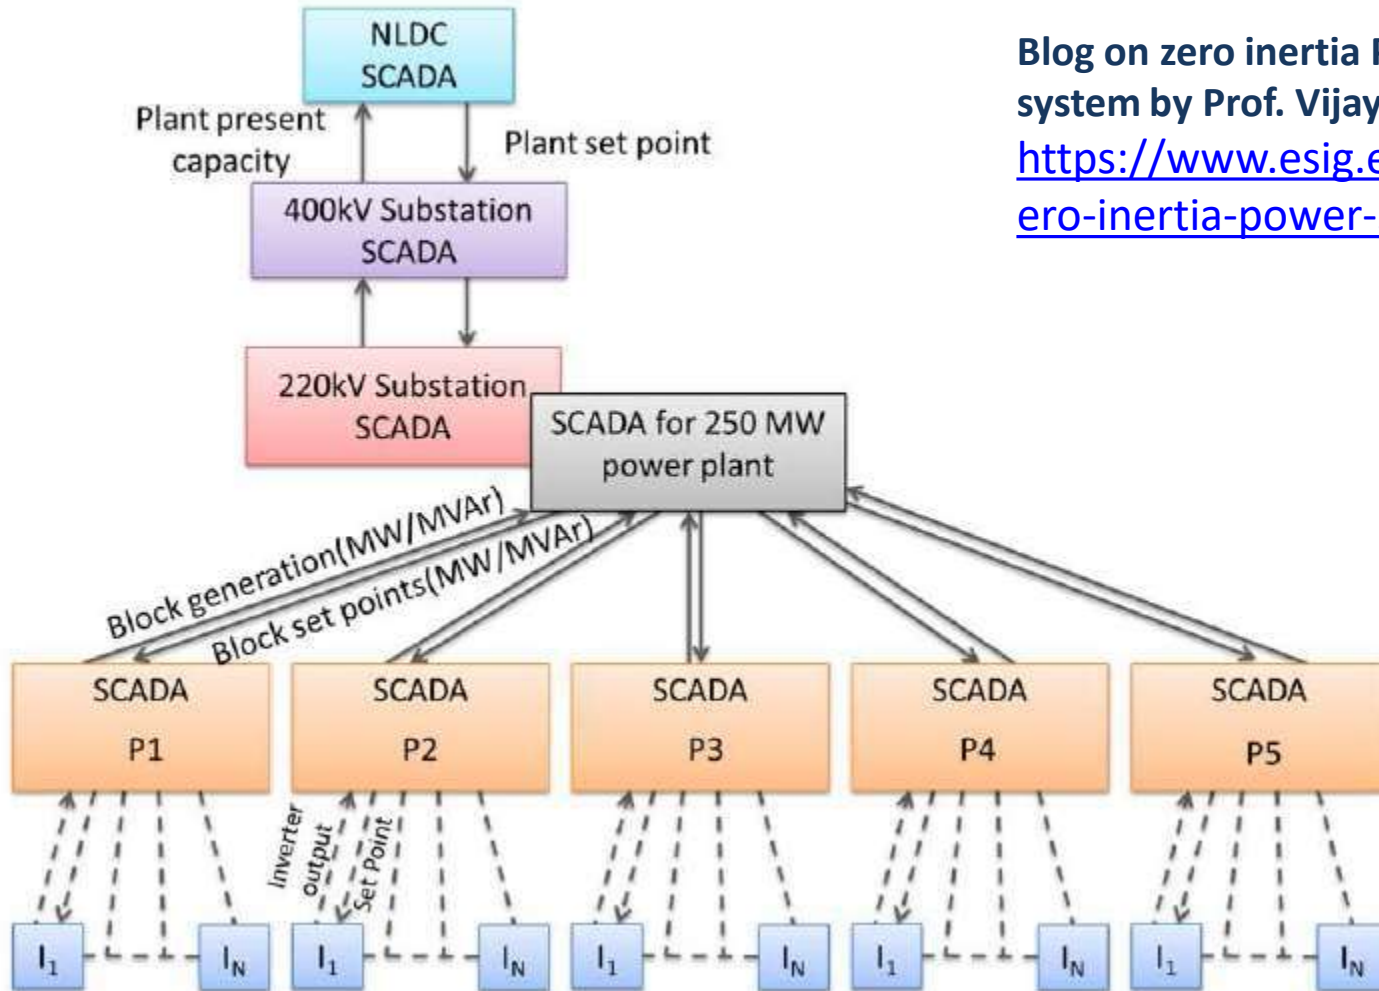 NLDC
SCADA
Plant present
capacity
Plant set point
400kV Substation
SCADA
220kV Substation
SCADA
SCADA for 250 MW
power plant
Block generation(MW/MVAr)
Block set points(MW/MVAr)
SCADA
P1
SCADA
P2
SCADA
P3
SCADA
P4
SCADA
P5
Inverter
output
Set Point
I1
IN
I1
IN
I1
IN
I1
IN
I1
IN
Blog on zero inertia
system by Prof. Vijay
https://www.esig.e
ero-inertia-power-